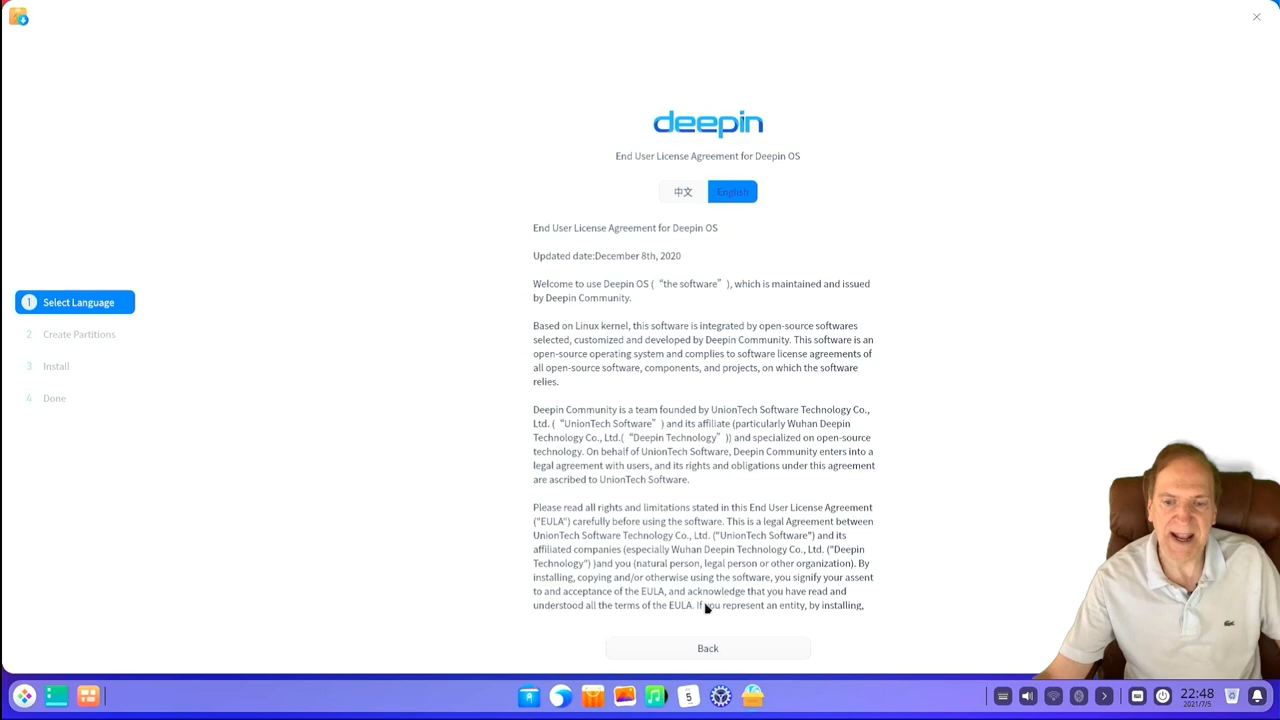 deepin
End User License Agreement for Deepin OS
中文 English
End User License Agreement for Deepin OS
Updated date:December 8th, 2020
Welcome to use Deepin OS (“the software”), which is maintained and issued
by Deepin Community.
Based on Linux kernel, this software is integrated by open-source softwares
selected, customized and developed by Deepin Community. This software is an
open-source operating system and complies to software license agreements of
all open-source software, components, and projects, on which the software
relies.
Deepin Community is a team founded by UnionTech Software Technology Co.,
Ltd. (“UnionTech Software”) and its affiliate (particularly Wuhan Deepin
Technology Co., Ltd.(“Deepin Technology”)) and specialized on open-source
technology. On behalf of UnionTech Software, Deepin Community enters into a
legal agreement with users, and its rights and obligations under this agreement
are ascribed to UnionTech Software.
Please read all rights and limitations stated in this End User License Agreement
("EULA") carefully before using the software. This is a legal Agreement between
UnionTech Software Technology Co., Ltd. ("UnionTech Software") and its
affiliated companies (especially Wuhan Deepin Technology Co., Ltd. ("Deepin
Technology") )and you (natural person, legal person or other organization). By
installing, copying and/or otherwise using the software, you signify your assent
to and acceptance of the EULA, and acknowledge that you have read and
understood all the terms of the EULA. If you represent an entity, by installing,
Back
1 Select Language
2 Create Partitions
3 Install
4 Done
5
22:48
2021/7/5